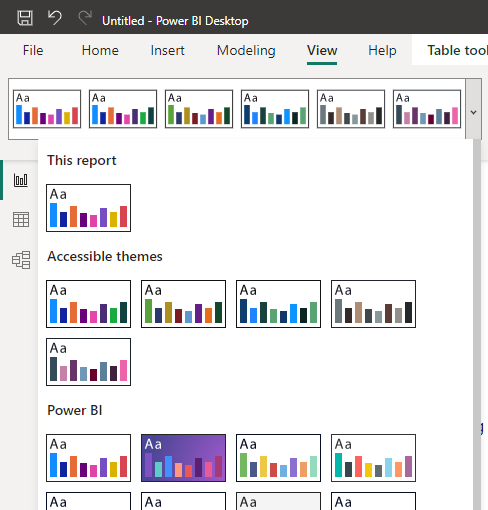 Untitled - Power BI Desktop
File Home Insert Modeling View Help Table tool
Aa Aa Aa Aa Aa Aa
This report
Aa
Accessible themes
Aa Aa Aa Aa
Aa
Power BI
Aa Aa Aa Aa
Aa Aa Aa Aa